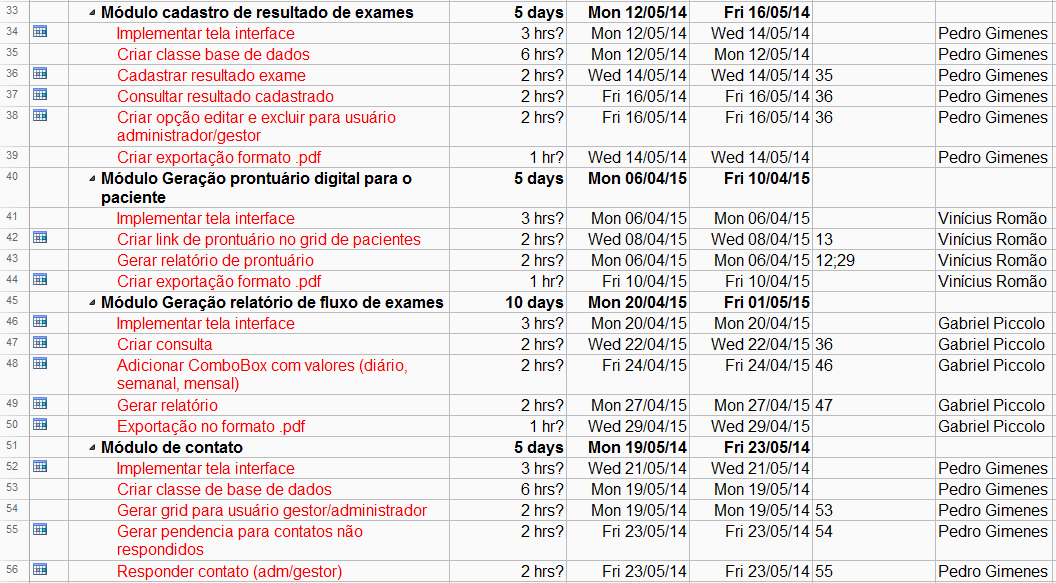 33 Módulo cadastro de resultado de exames 5 days Mon 12/05/14 Fri 16/05/14
34 Implementar tela interface 3 hrs? Mon 12/05/14 Wed 14/05/14 Pedro Gimenes
35 Criar classe base de dados 6 hrs? Mon 12/05/14 Mon 12/05/14 Pedro Gimenes
36 Cadastrar resultado exame 2 hrs? Wed 14/05/14 Wed 14/05/14 35 Pedro Gimenes
37 Consultar resultado cadastrado 2 hrs? Fri 16/05/14 Fri 16/05/14 36 Pedro Gimenes
38 Criar opção editar e excluir para usuário 2 hrs? Fri 16/05/14 Fri 16/05/14 36 Pedro Gimenes
administrador/gestor
39 Criar exportação formato .pdf 1 hr? Wed 14/05/14 Wed 14/05/14 Pedro Gimenes
40 Módulo Geração prontuário digital para o 5 days Mon 06/04/15 Fri 10/04/15
paciente
41 Implementar tela interface 3 hrs? Mon 06/04/15 Mon 06/04/15 Vinícius Romão
42 Criar link de prontuário no grid de pacientes 2 hrs? Wed 08/04/15 Wed 08/04/15 13 Vinícius Romão
43 Gerar relatório de prontuário 2 hrs? Mon 06/04/15 Mon 06/04/15 12;29 Vinícius Romão
44 Criar exportação formato .pdf 1 hr? Fri 10/04/15 Fri 10/04/15 Vinícius Romão
45 Módulo Geração relatório de fluxo de exames 10 days Mon 20/04/15 Fri 01/05/15
46 Implementar tela interface 3 hrs? Mon 20/04/15 Mon 20/04/15 Gabriel Piccolo
47 Criar consulta 2 hrs? Wed 22/04/15 Wed 22/04/15 36 Gabriel Piccolo
48 Adicionar ComboBox com valores (diário, 2 hrs? Fri 24/04/15 Fri 24/04/15 46 Gabriel Piccolo
semanal, mensal)
49 Gerar relatório 2 hrs? Mon 27/04/15 Mon 27/04/15 47 Gabriel Piccolo
50 Exportação no formato .pdf 1 hr? Wed 29/04/15 Wed 29/04/15 Gabriel Piccolo
51 Módulo de contato 5 days Mon 19/05/14 Fri 23/05/14
52 Implementar tela interface 3 hrs? Wed 21/05/14 Wed 21/05/14 Pedro Gimenes
53 Criar classe de base de dados 6 hrs? Mon 19/05/14 Mon 19/05/14 Pedro Gimenes
54 Gerar grid para usuário gestor/administrador 2 hrs? Mon 19/05/14 Mon 19/05/14 53 Pedro Gimenes
55 Gerar pendencia para contatos não 2 hrs? Fri 23/05/14 Fri 23/05/14 54 Pedro Gimenes
respondidos
56 Responder contato (adm/gestor) 2 hrs? Fri 23/05/14 Fri 23/05/14 55 Pedro Gimenes